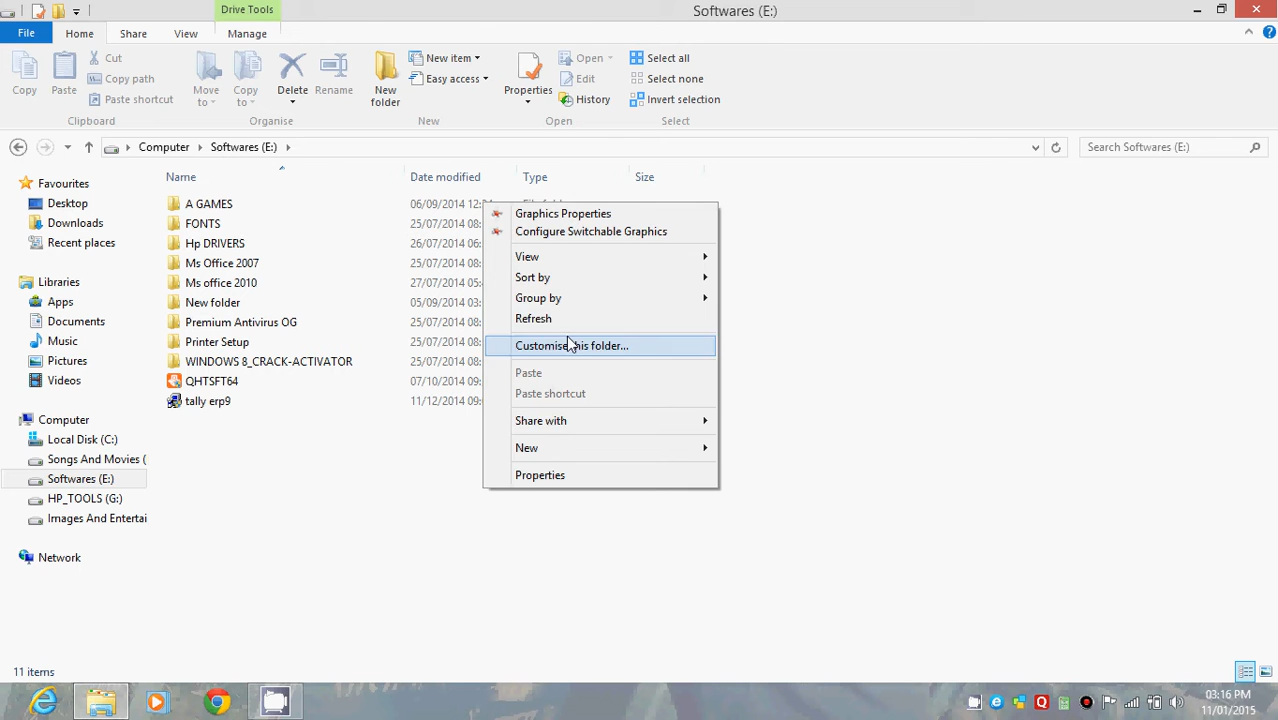 Drive Tools
Softwares (E:)
File
Home
Share
View
Manage
Copy
Paste
Cut
Copy path
Paste shortcut
Clipboard
Move to
Copy to
Delete
Rename
Organise
New folder
New item
Easy access
New
Properties
Open
Edit
History
Open
Select all
Select none
Invert selection
Select
Computer
Softwares (E:)
Search Softwares (E:)
Name
Date modified
Type
Size
Favourites
Desktop
Downloads
Recent places
Libraries
Apps
Documents
Music
Pictures
Videos
Computer
Local Disk (C:)
Songs And Movies (
Softwares (E:)
HP_TOOLS (G:)
Images And Entertai
Network
A GAMES 06/09/2014 12:
FONTS 25/07/2014 08:
Hp DRIVERS 26/07/2014 06:
Ms Office 2007 25/07/2014 08:
Ms office 2010 27/07/2014 05:
New folder 05/09/2014 09:
Premium Antivirus OG 25/07/2014 08:
Printer Setup 25/07/2014 08:
WINDOWS 8_CRACK-ACTIVATOR 25/07/2014 08:
QHTSFT64 07/10/2014 09:
tally erp9 11/12/2014 09:
Graphics Properties
Configure Switchable Graphics
View
Sort by
Group by
Refresh
Customise this folder...
Paste
Paste shortcut
Share with
New
Properties
11 items
03:16 PM
11/01/2015